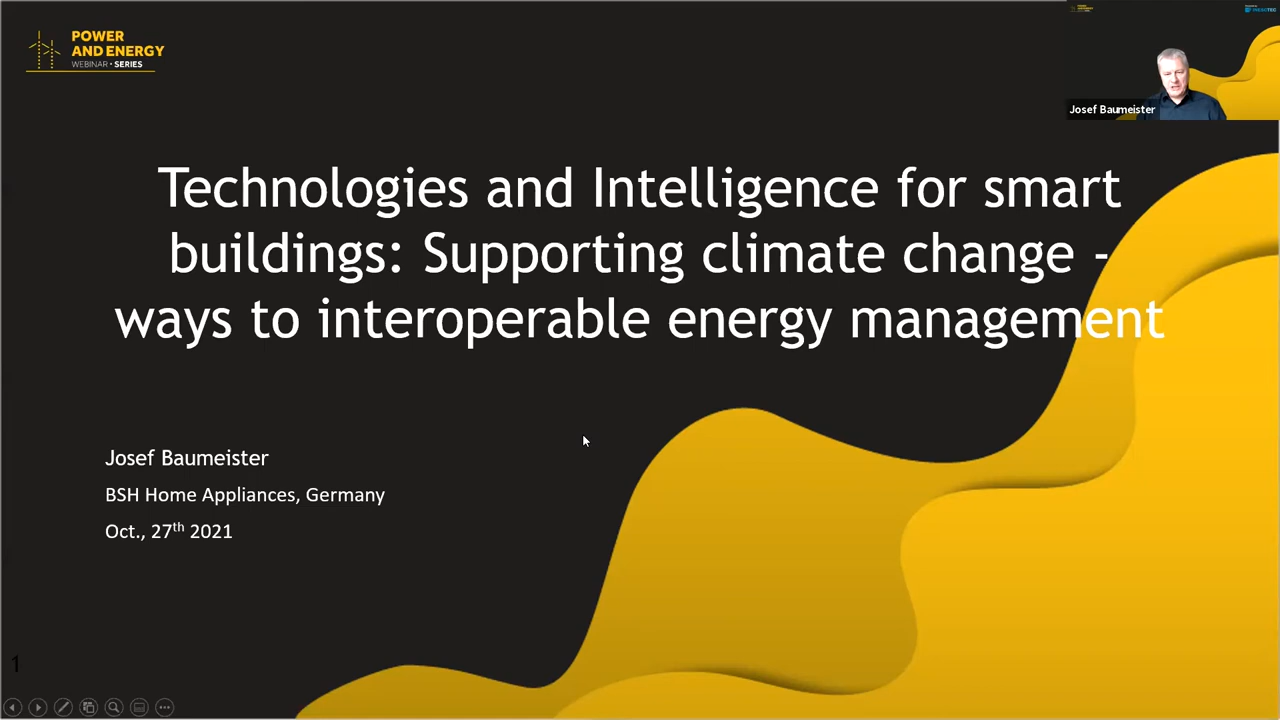 POWER
AND ENERGY
WEBINAR • SERIES
Josef Baumeister
Technologies and Intelligence for smart
buildings: Supporting climate change -
ways to interoperable energy management
Josef Baumeister
BSH Home Appliances, Germany
Oct., 27th 2021
1